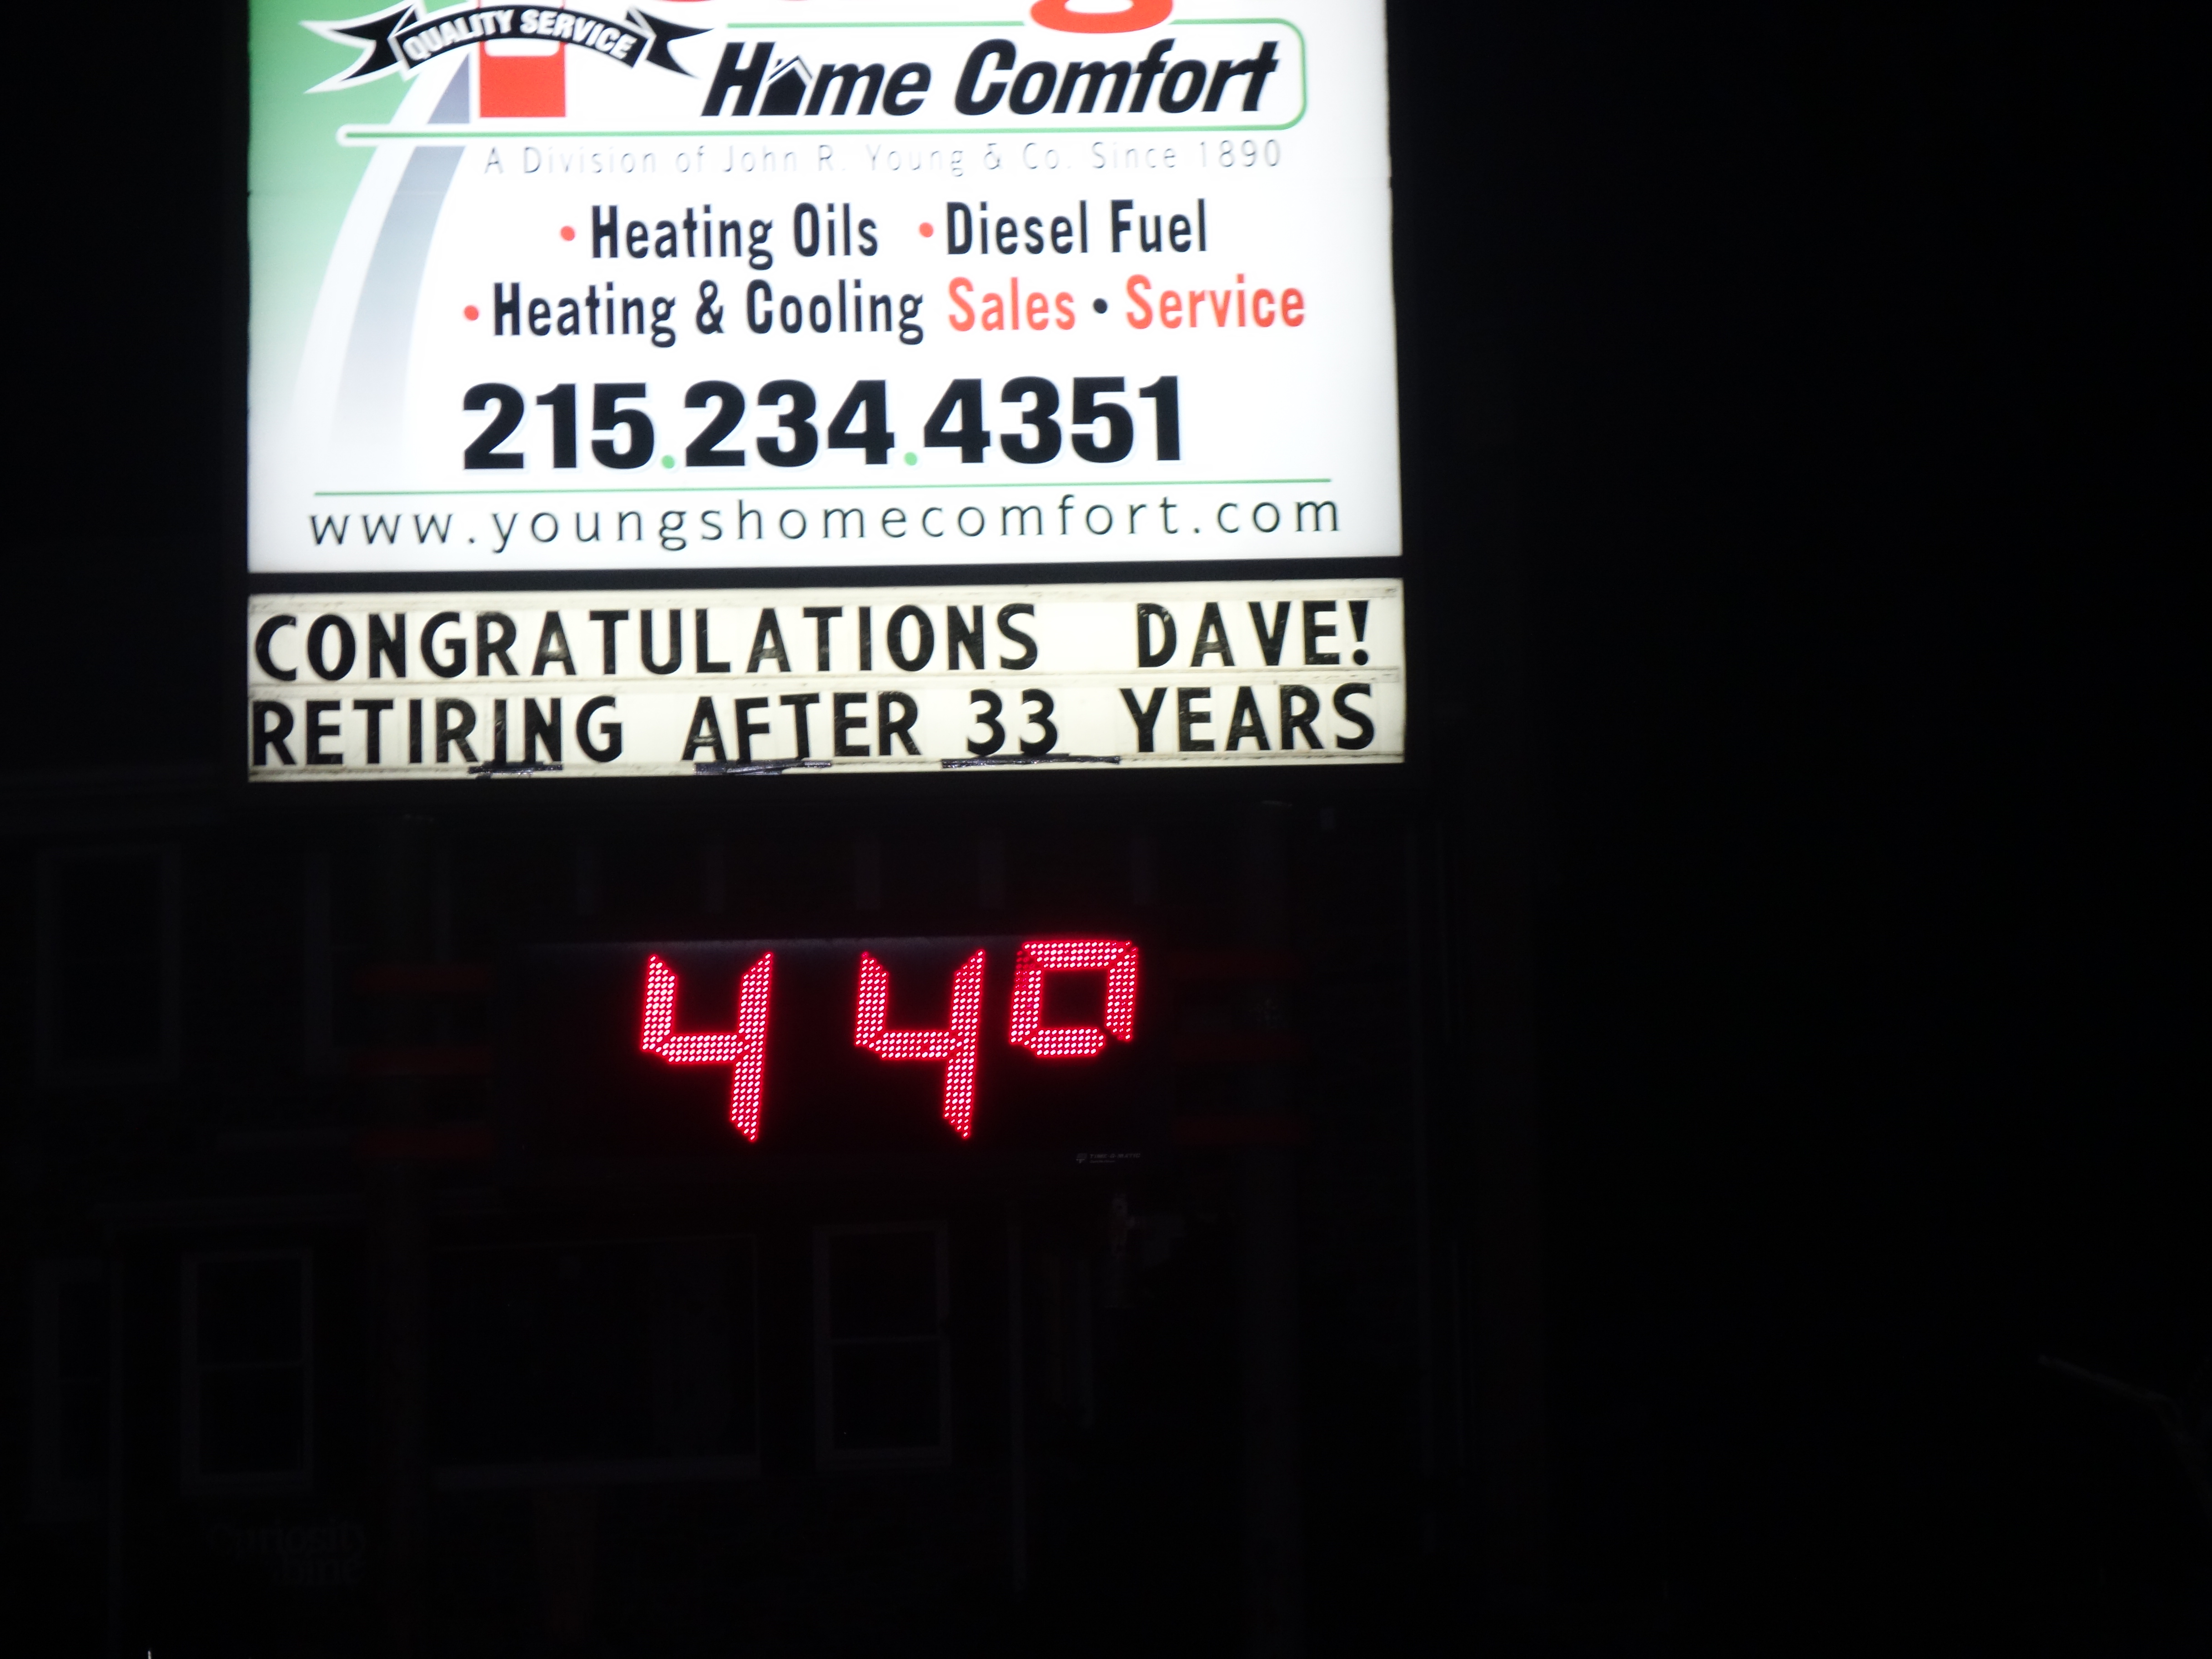 QUALITY SERVICE
Home Comfort
A Division of John R. Young & Co. Since 1890
• Heating Oils • Diesel Fuel
• Heating & Cooling Sales • Service
215.234.4351
www.youngshomecomfort.com
CONGRATULATIONS DAVE!
RETIRING AFTER 33 YEARS
44°
Curiosity